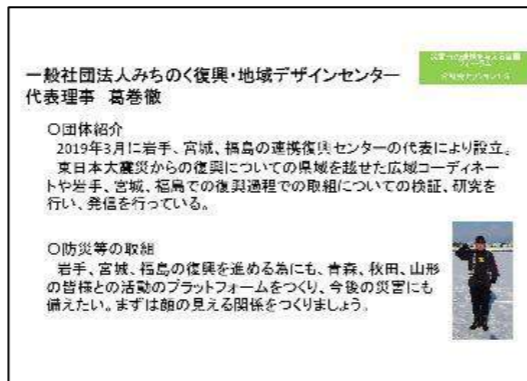 一般社団法人みちのく復興・地域デザインセンター
代表理事 葛巻徹
○団体紹介
2019年3月に岩手、宮城、福島の連携復興センターの代表により設立。
東日本大震災からの復興についての県域を越せた広域コーディネー
トや岩手、宮城、福島での復興過程での取組についての検証、研究を
行い、発信を行っている。
○防災等の取組
岩手、宮城、福島の復興を進める為にも、青森、秋田、山形
の皆様との活動のプラットフォームをつくり、今後の災害にも
備えたい。まずは顔の見える関係をつくりましょう。